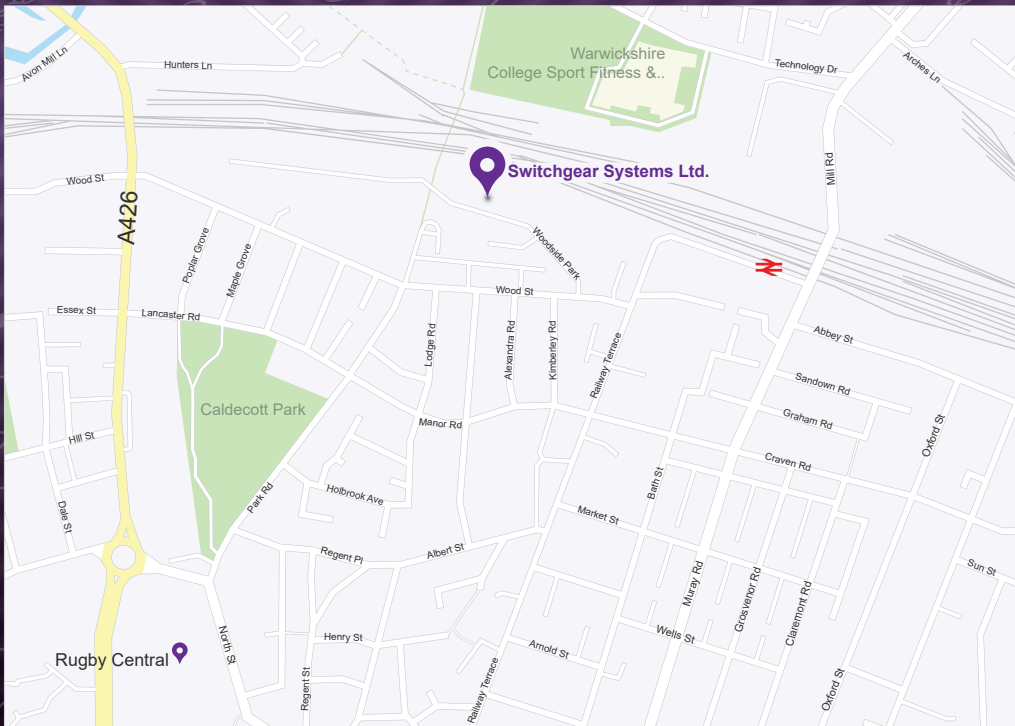 Avon Mill Ln
Hunters Ln
Warwickshire
College Sport Fitness &..
Technology Dr
Arches Ln
Switchgear Systems Ltd.
Mill Rd
Wood St
A426
Poplar Grove
Maple Grove
Woodside Park
Wood St
Essex St
Lancaster Rd
Lodge Rd
Alexandra Rd
Kimberley Rd
Railway Terrace
Abbey St
Sandown Rd
Graham Rd
Oxford St
Caldecott Park
Manor Rd
Hill St
Craven Rd
Bath St
Park Rd
Holbrook Ave
Dale St
Market St
Regent Pl
Albert St
Sun St
Muray Rd
Grosvenor Rd
Claremont Rd
North St
Henry St
Wells St
Arnold St
Rugby Central
Regent St
Railway Terrace
Oxford St